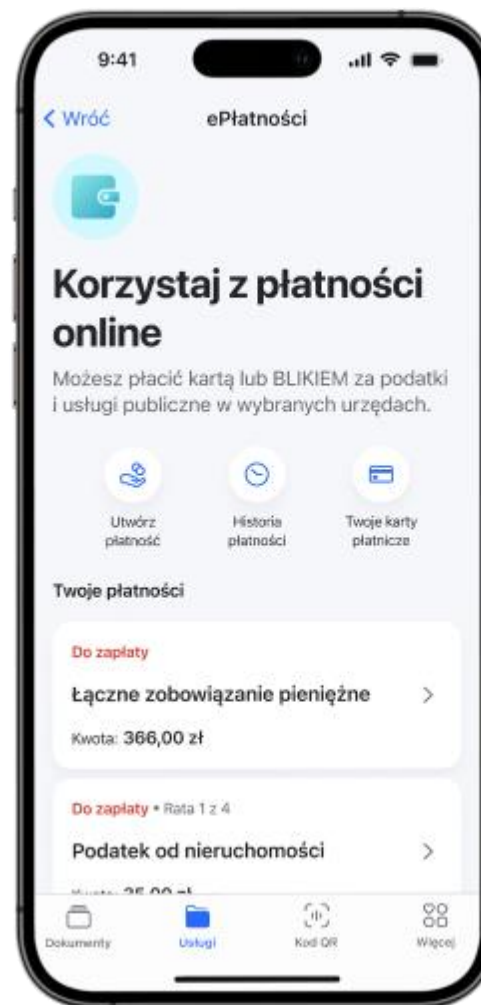 9:41
Wróć ePłatności
Korzystaj z płatności
online
Możesz płacić kartą lub BLIKIEM za podatki
i usługi publiczne w wybranych urzędach.
Utwórz płatność
Historia płatności
Twoje karty płatnicze
Twoje płatności
Do zapłaty
Łączne zobowiązanie pieniężne
Kwota: 366,00 zł
Do zapłaty • Rata 1 z 4
Podatek od nieruchomości
Dokumenty Usługi Kod QR Więcej